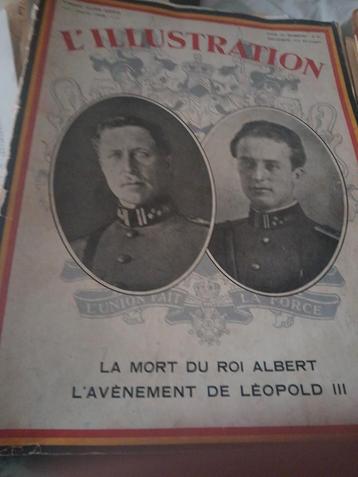 L'ILLUSTRATION
L'UNION FAIT LA FORCE
LA MORT DU ROI ALBERT
L'AVÈNEMENT DE LÉOPOLD III